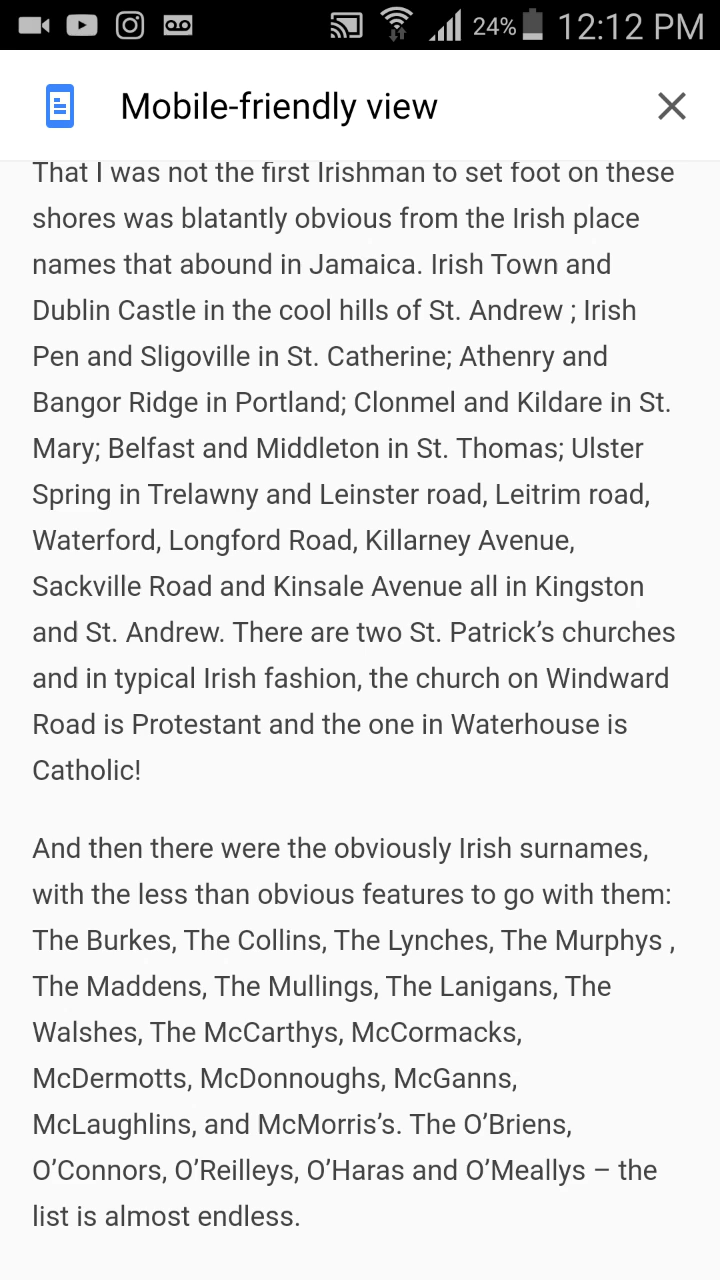 24% 12:12 PM
Mobile-friendly view
That I was not the first Irishman to set foot on these
shores was blatantly obvious from the Irish place
names that abound in Jamaica. Irish Town and
Dublin Castle in the cool hills of St. Andrew ; Irish
Pen and Sligoville in St. Catherine; Athenry and
Bangor Ridge in Portland; Clonmel and Kildare in St.
Mary; Belfast and Middleton in St. Thomas; Ulster
Spring in Trelawny and Leinster road, Leitrim road,
Waterford, Longford Road, Killarney Avenue,
Sackville Road and Kinsale Avenue all in Kingston
and St. Andrew. There are two St. Patrick’s churches
and in typical Irish fashion, the church on Windward
Road is Protestant and the one in Waterhouse is
Catholic!
And then there were the obviously Irish surnames,
with the less than obvious features to go with them:
The Burkes, The Collins, The Lynches, The Murphys ,
The Maddens, The Mullings, The Lanigans, The
Walshes, The McCarthys, McCormacks,
McDermotts, McDonnoughs, McGanns,
McLaughlins, and McMorris’s. The O’Briens,
O’Connors, O’Reilleys, O’Haras and O’Meallys – the
list is almost endless.